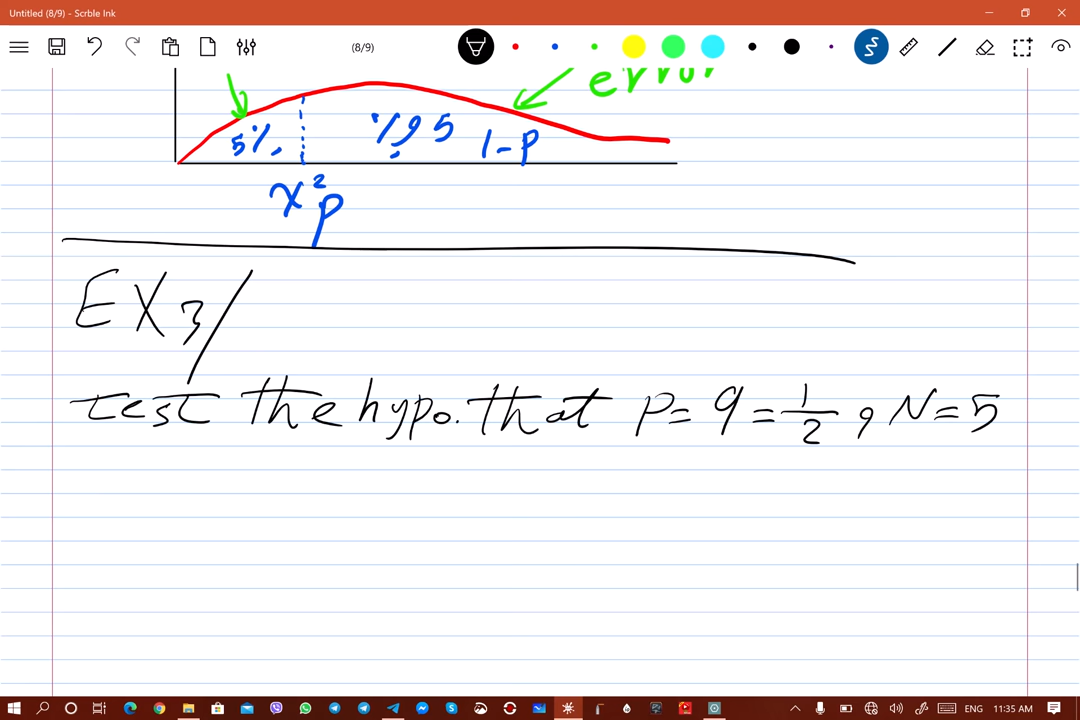 Untitled (8/9) - Scrble Ink
(8/9)
error
5%
%95 1-p
x²p
EX3/
test the hypo. that p = q = 1/2 , N = 5
ENG 11:35 AM